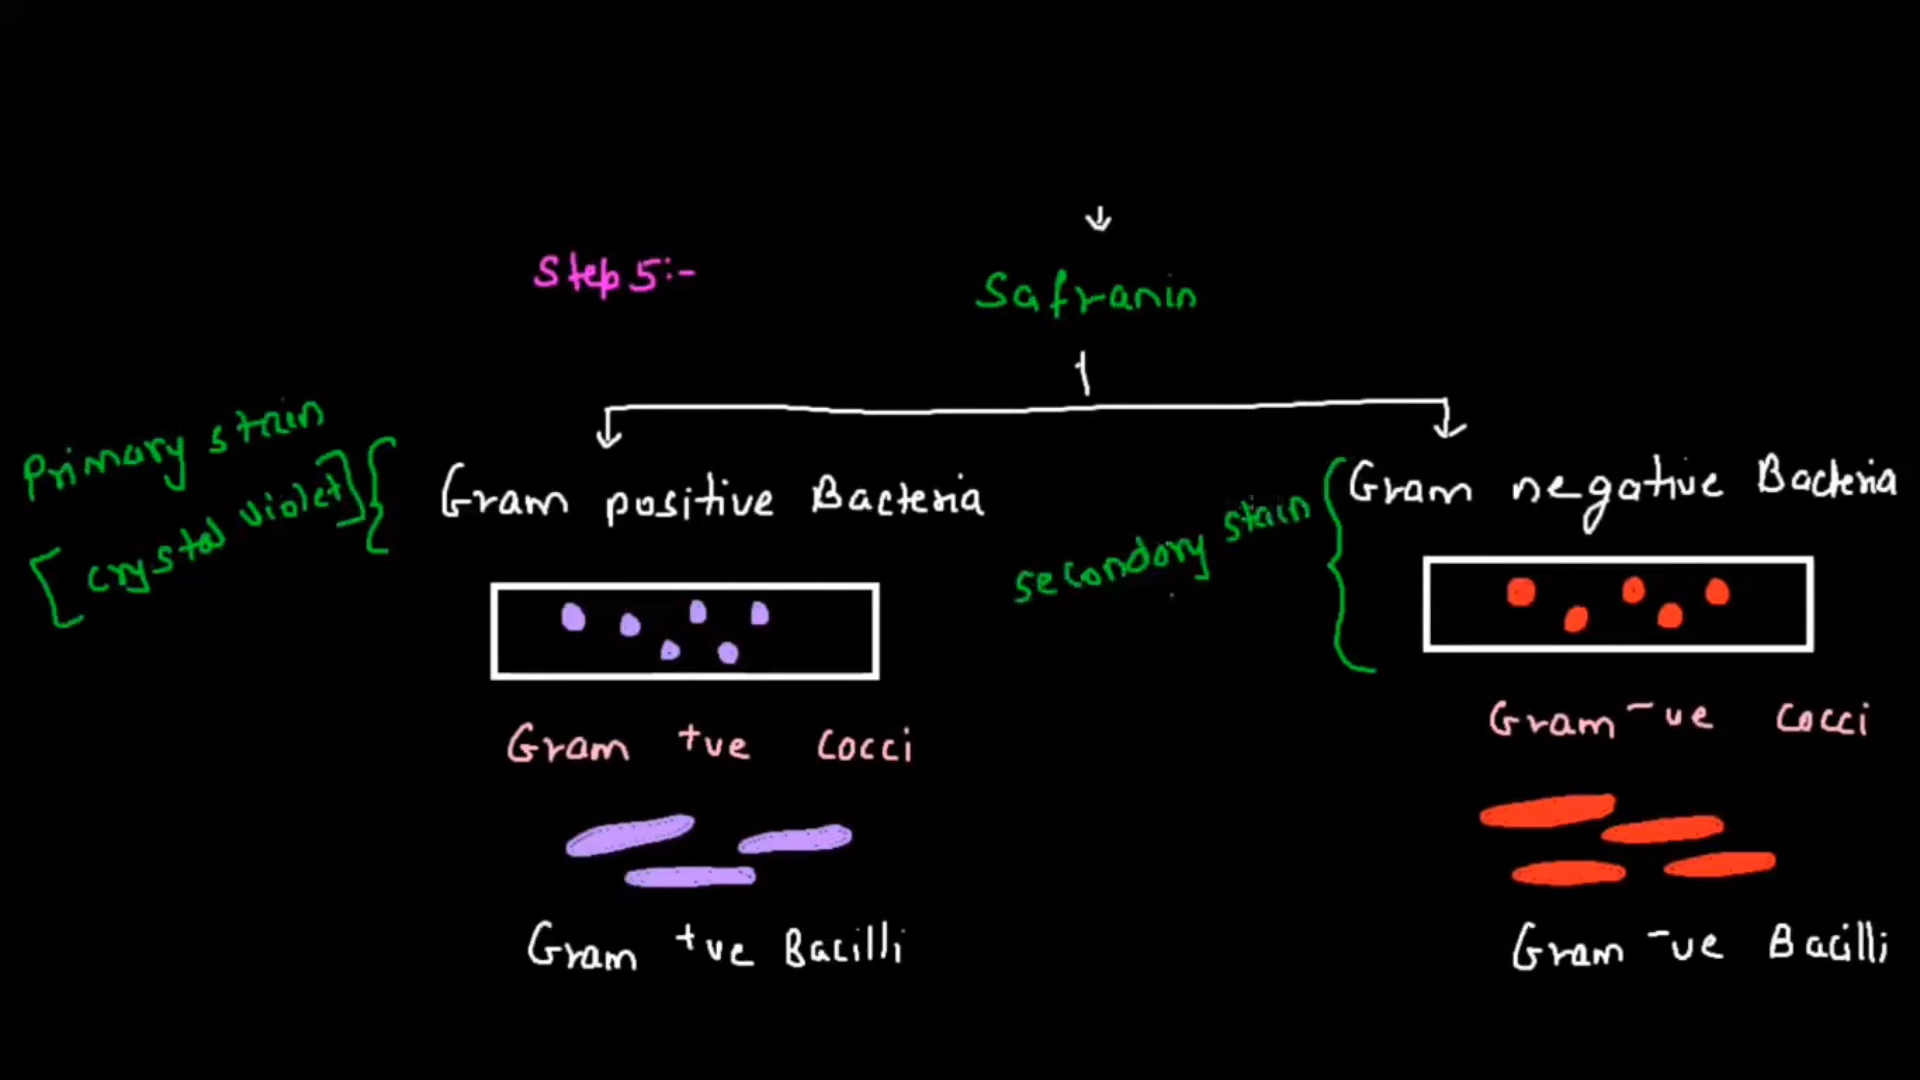 Step 5:-
Safranin
Primary stain
[crystal violet]
Gram positive Bacteria
secondory stain
Gram negative Bacteria
Gram +ve cocci
Gram -ve cocci
Gram +ve Bacilli
Gram -ve Bacilli